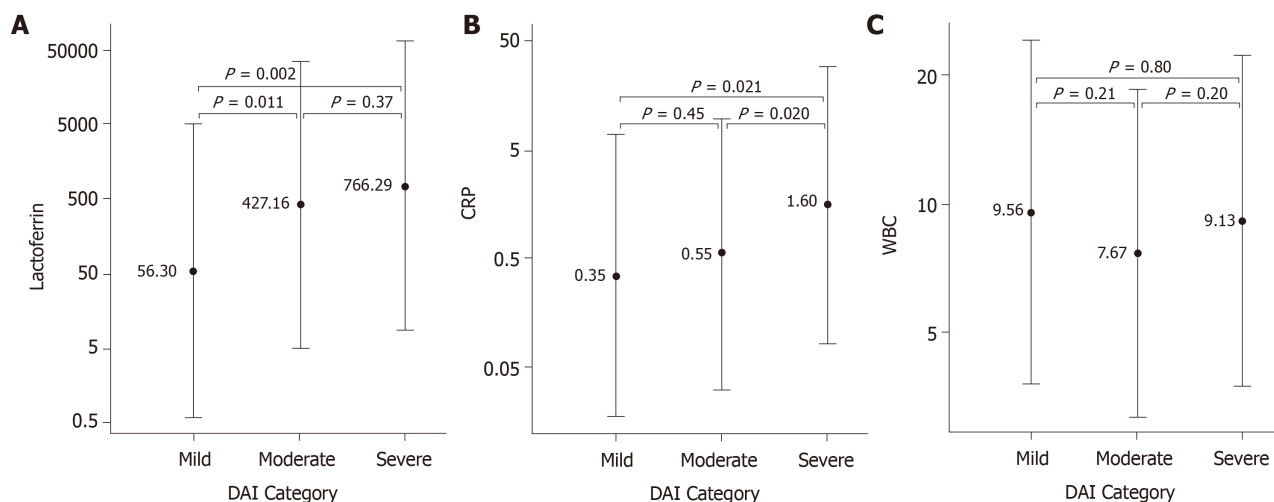 A
Lactoferrin
50000
5000
500
50
5
0.5
P = 0.002
P = 0.011
P = 0.37
56.30
427.16
766.29
Mild Moderate Severe
DAI Category
B
CRP
50
5
0.5
0.05
P = 0.021
P = 0.45
P = 0.020
0.35
0.55
1.60
Mild Moderate Severe
DAI Category
C
WBC
20
10
5
P = 0.80
P = 0.21
P = 0.20
9.56
7.67
9.13
Mild Moderate Severe
DAI Category